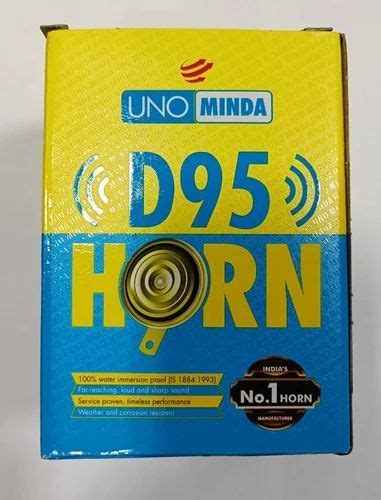 UNO MINDA
D95
HORN
100% water immersion proof (IS 1884:1993)
Far-reaching, loud and sharp sound
Service proven, timeless performance
Weather and corrosion resistant
INDIA'S
No.1 HORN
MANUFACTURER